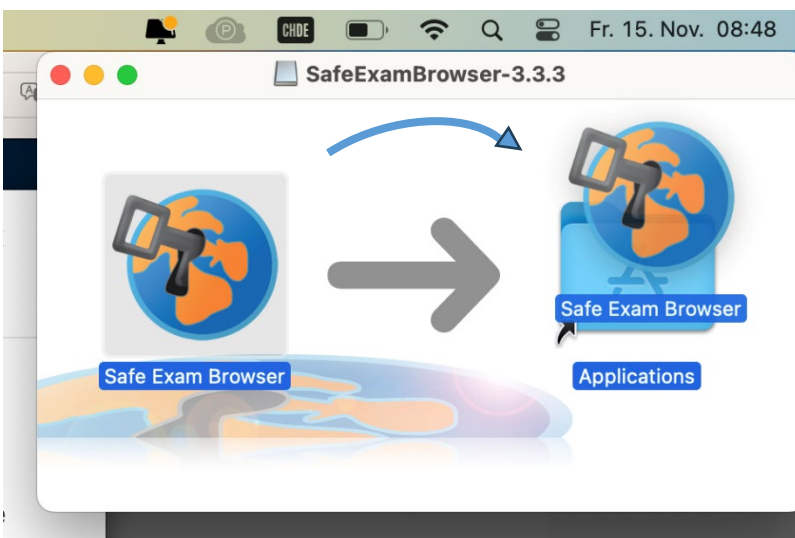 CHDE
Fr. 15. Nov. 08:48
SafeExamBrowser-3.3.3
Safe Exam Browser
Safe Exam Browser
Applications